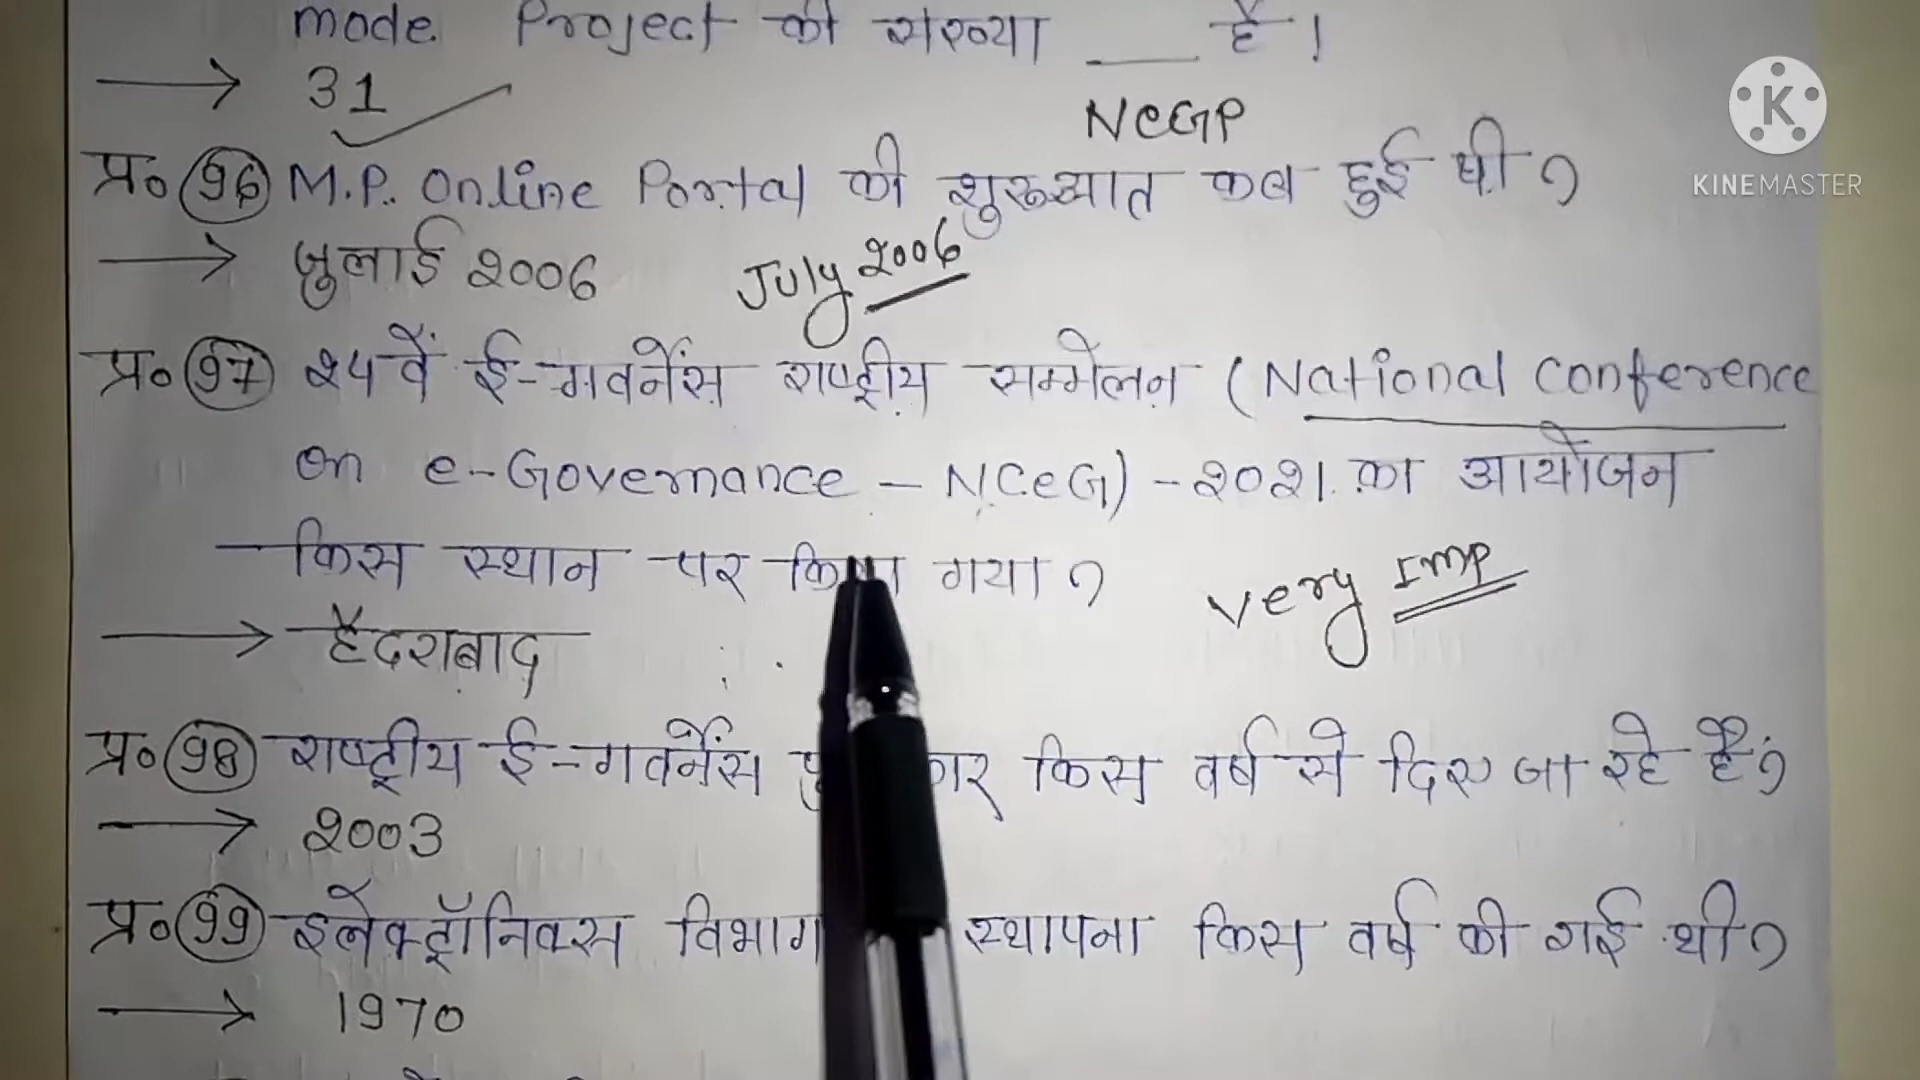 mode Project की संख्या ___ है।
→ 31
NeGP
प्र० 96 M.P. Online Portal की शुरूआत कब हुई थी?
→ जुलाई 2006 July 2006
प्र० 97 24वें ई-गवर्नेंस राष्ट्रीय सम्मेलन (National Conference
on e-Governance - NCeG) - 2021 का आयोजन
किस स्थान पर किया गया?
very Imp
→ हैदराबाद
प्र० 98 राष्ट्रीय ई-गवर्नेंस किस वर्ष से दिए जा रहे हैं?
→ 2003
प्र० 99 इलेक्ट्रॉनिक्स विभाग स्थापना किस वर्ष की गई थी?
→ 1970
K
KINEMASTER